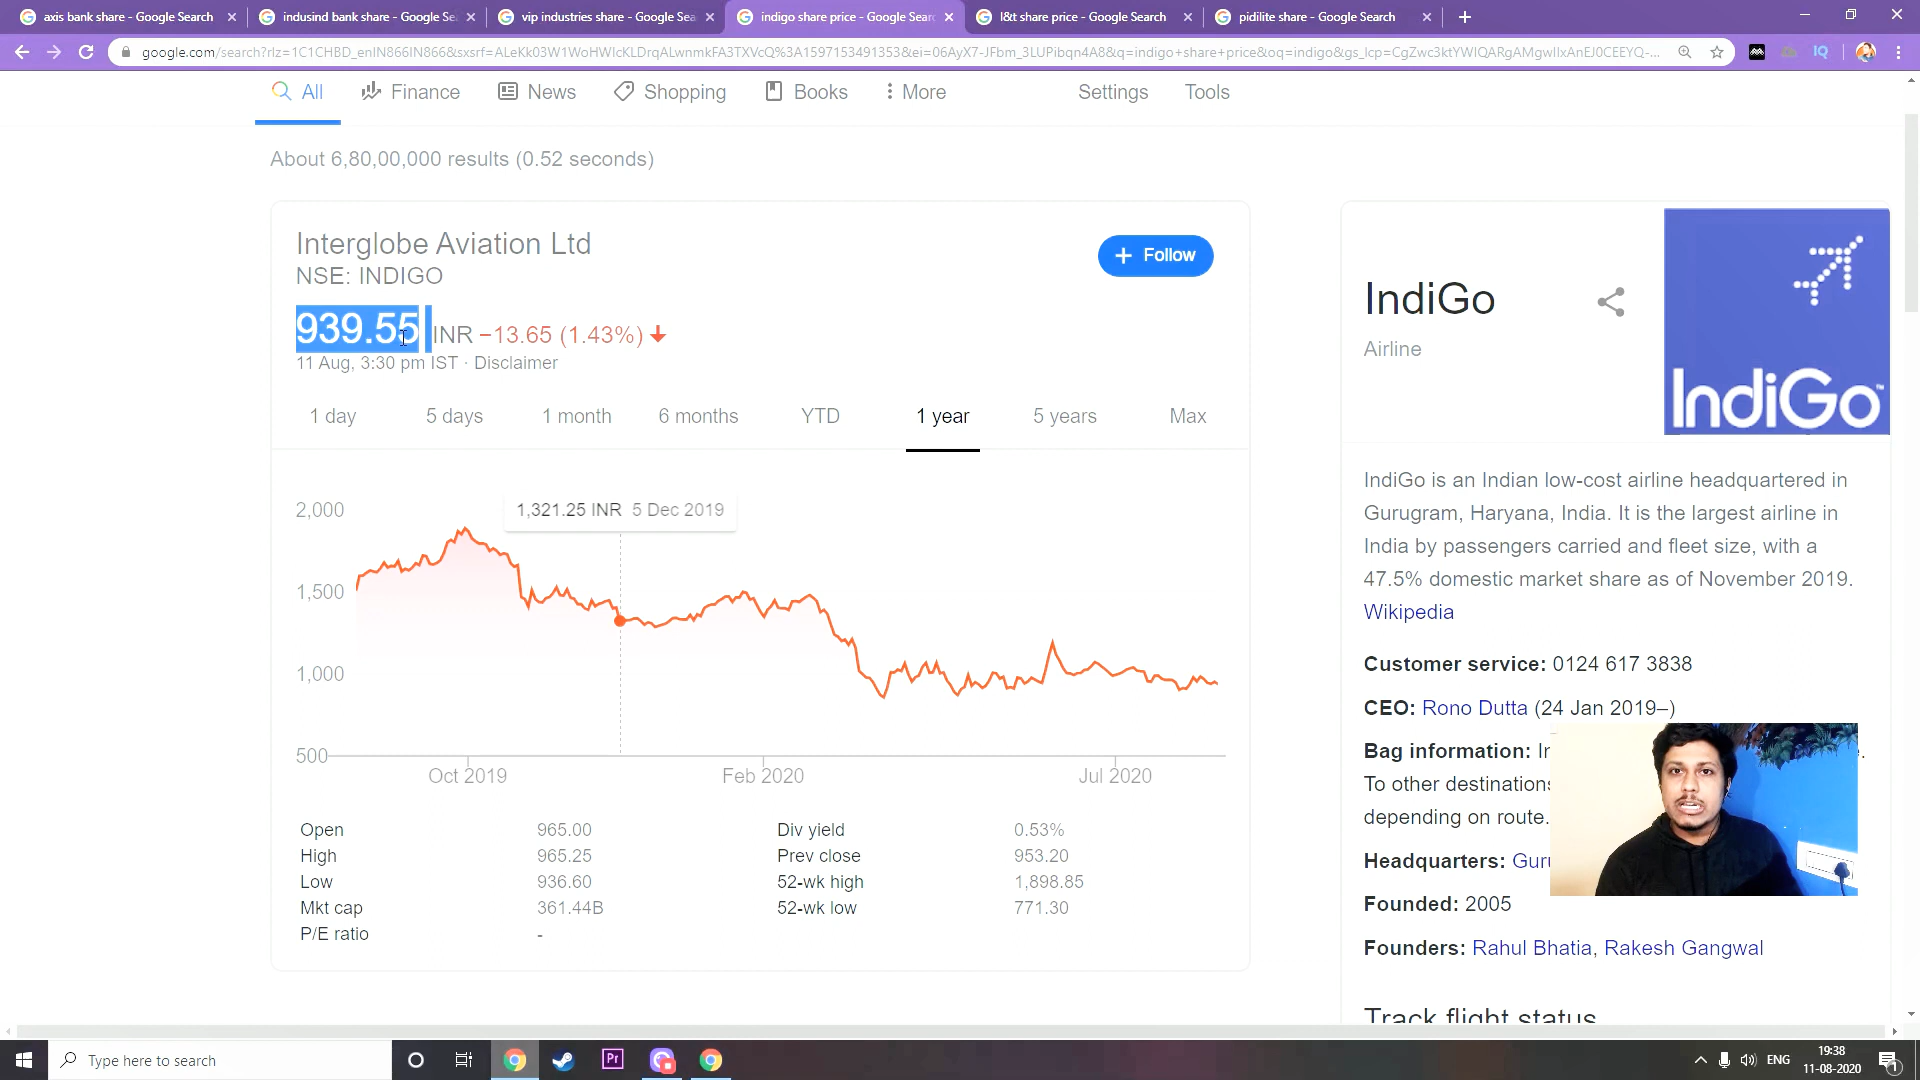 axis bank share - Google Search
indusind bank share - Google Se
vip industries share - Google Sea
indigo share price - Google Searc
l&t share price - Google Search
pidilite share - Google Search
google.com/search?rlz=1C1CHBD_enIN866IN866&sxsrf=ALeKk03W1WoHWIcKLDrqALwnmkFA3TXVcQ%3A1597153491353&ei=06AyX7-JFbm_3LUPibqn4A8&q=indigo+share+price&oq=indigo&gs_lcp=CgZwc3ktYWIQARgAMgwIIxAnEJ0CEEYQ-...
IQ
All
Finance
News
Shopping
Books
More
Settings
Tools
About 6,80,00,000 results (0.52 seconds)
Interglobe Aviation Ltd
NSE: INDIGO
+ Follow
939.55 INR −13.65 (1.43%)
11 Aug, 3:30 pm IST · Disclaimer
1 day
5 days
1 month
6 months
YTD
1 year
5 years
Max
1,321.25 INR 5 Dec 2019
2,000
1,500
1,000
500
Oct 2019
Feb 2020
Jul 2020
Open 965.00 Div yield 0.53%
High 965.25 Prev close 953.20
Low 936.60 52-wk high 1,898.85
Mkt cap 361.44B 52-wk low 771.30
P/E ratio -
IndiGo
Airline
IndiGo
IndiGo is an Indian low-cost airline headquartered in
Gurugram, Haryana, India. It is the largest airline in
India by passengers carried and fleet size, with a
47.5% domestic market share as of November 2019.
Wikipedia
Customer service: 0124 617 3838
CEO: Rono Dutta (24 Jan 2019–)
Bag information:
To other destinations
depending on route.
Headquarters:
Founded: 2005
Founders: Rahul Bhatia, Rakesh Gangwal
Track flight status
Type here to search
Pr
ENG
19:38
11-08-2020
1